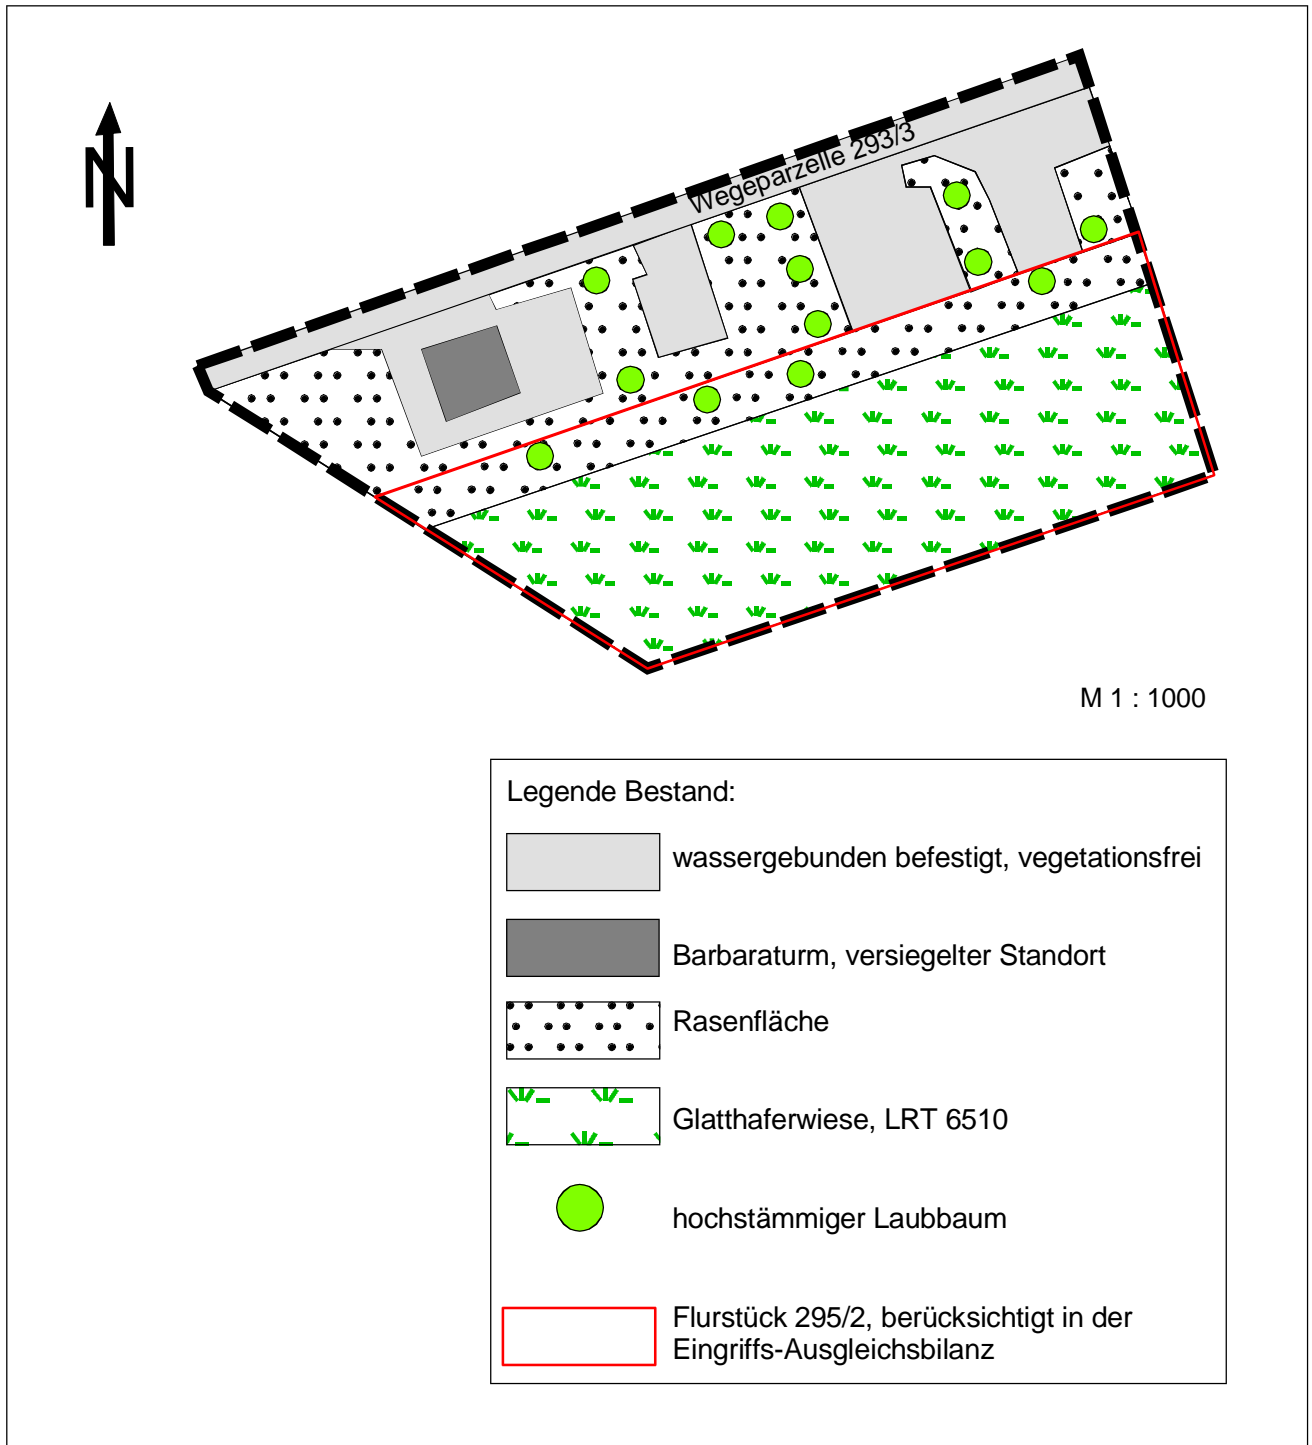 N
Wegeparzelle 293/3
M 1 : 1000
Legende Bestand:
wassergebunden befestigt, vegetationsfrei
Barbaraturm, versiegelter Standort
Rasenfläche
Glatthaferwiese, LRT 6510
hochstämmiger Laubbaum
Flurstück 295/2, berücksichtigt in der
Eingriffs-Ausgleichsbilanz